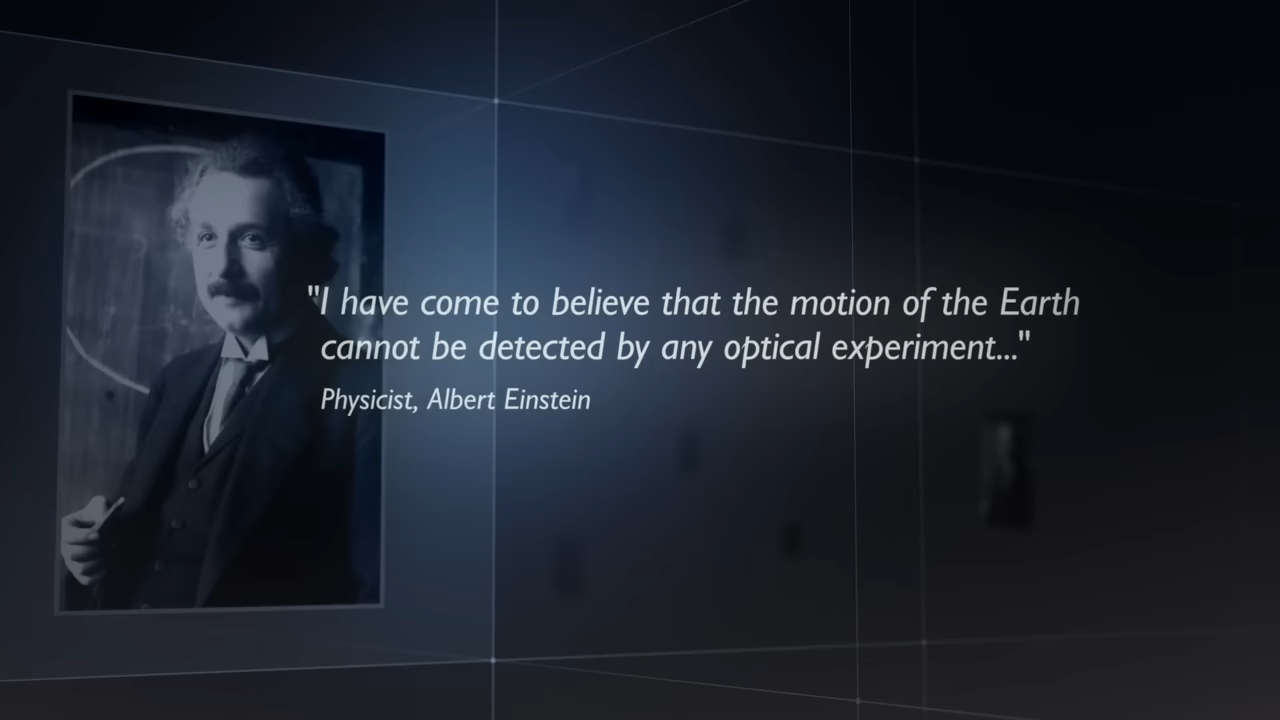 "I have come to believe that the motion of the Earth
cannot be detected by any optical experiment..."
Physicist, Albert Einstein